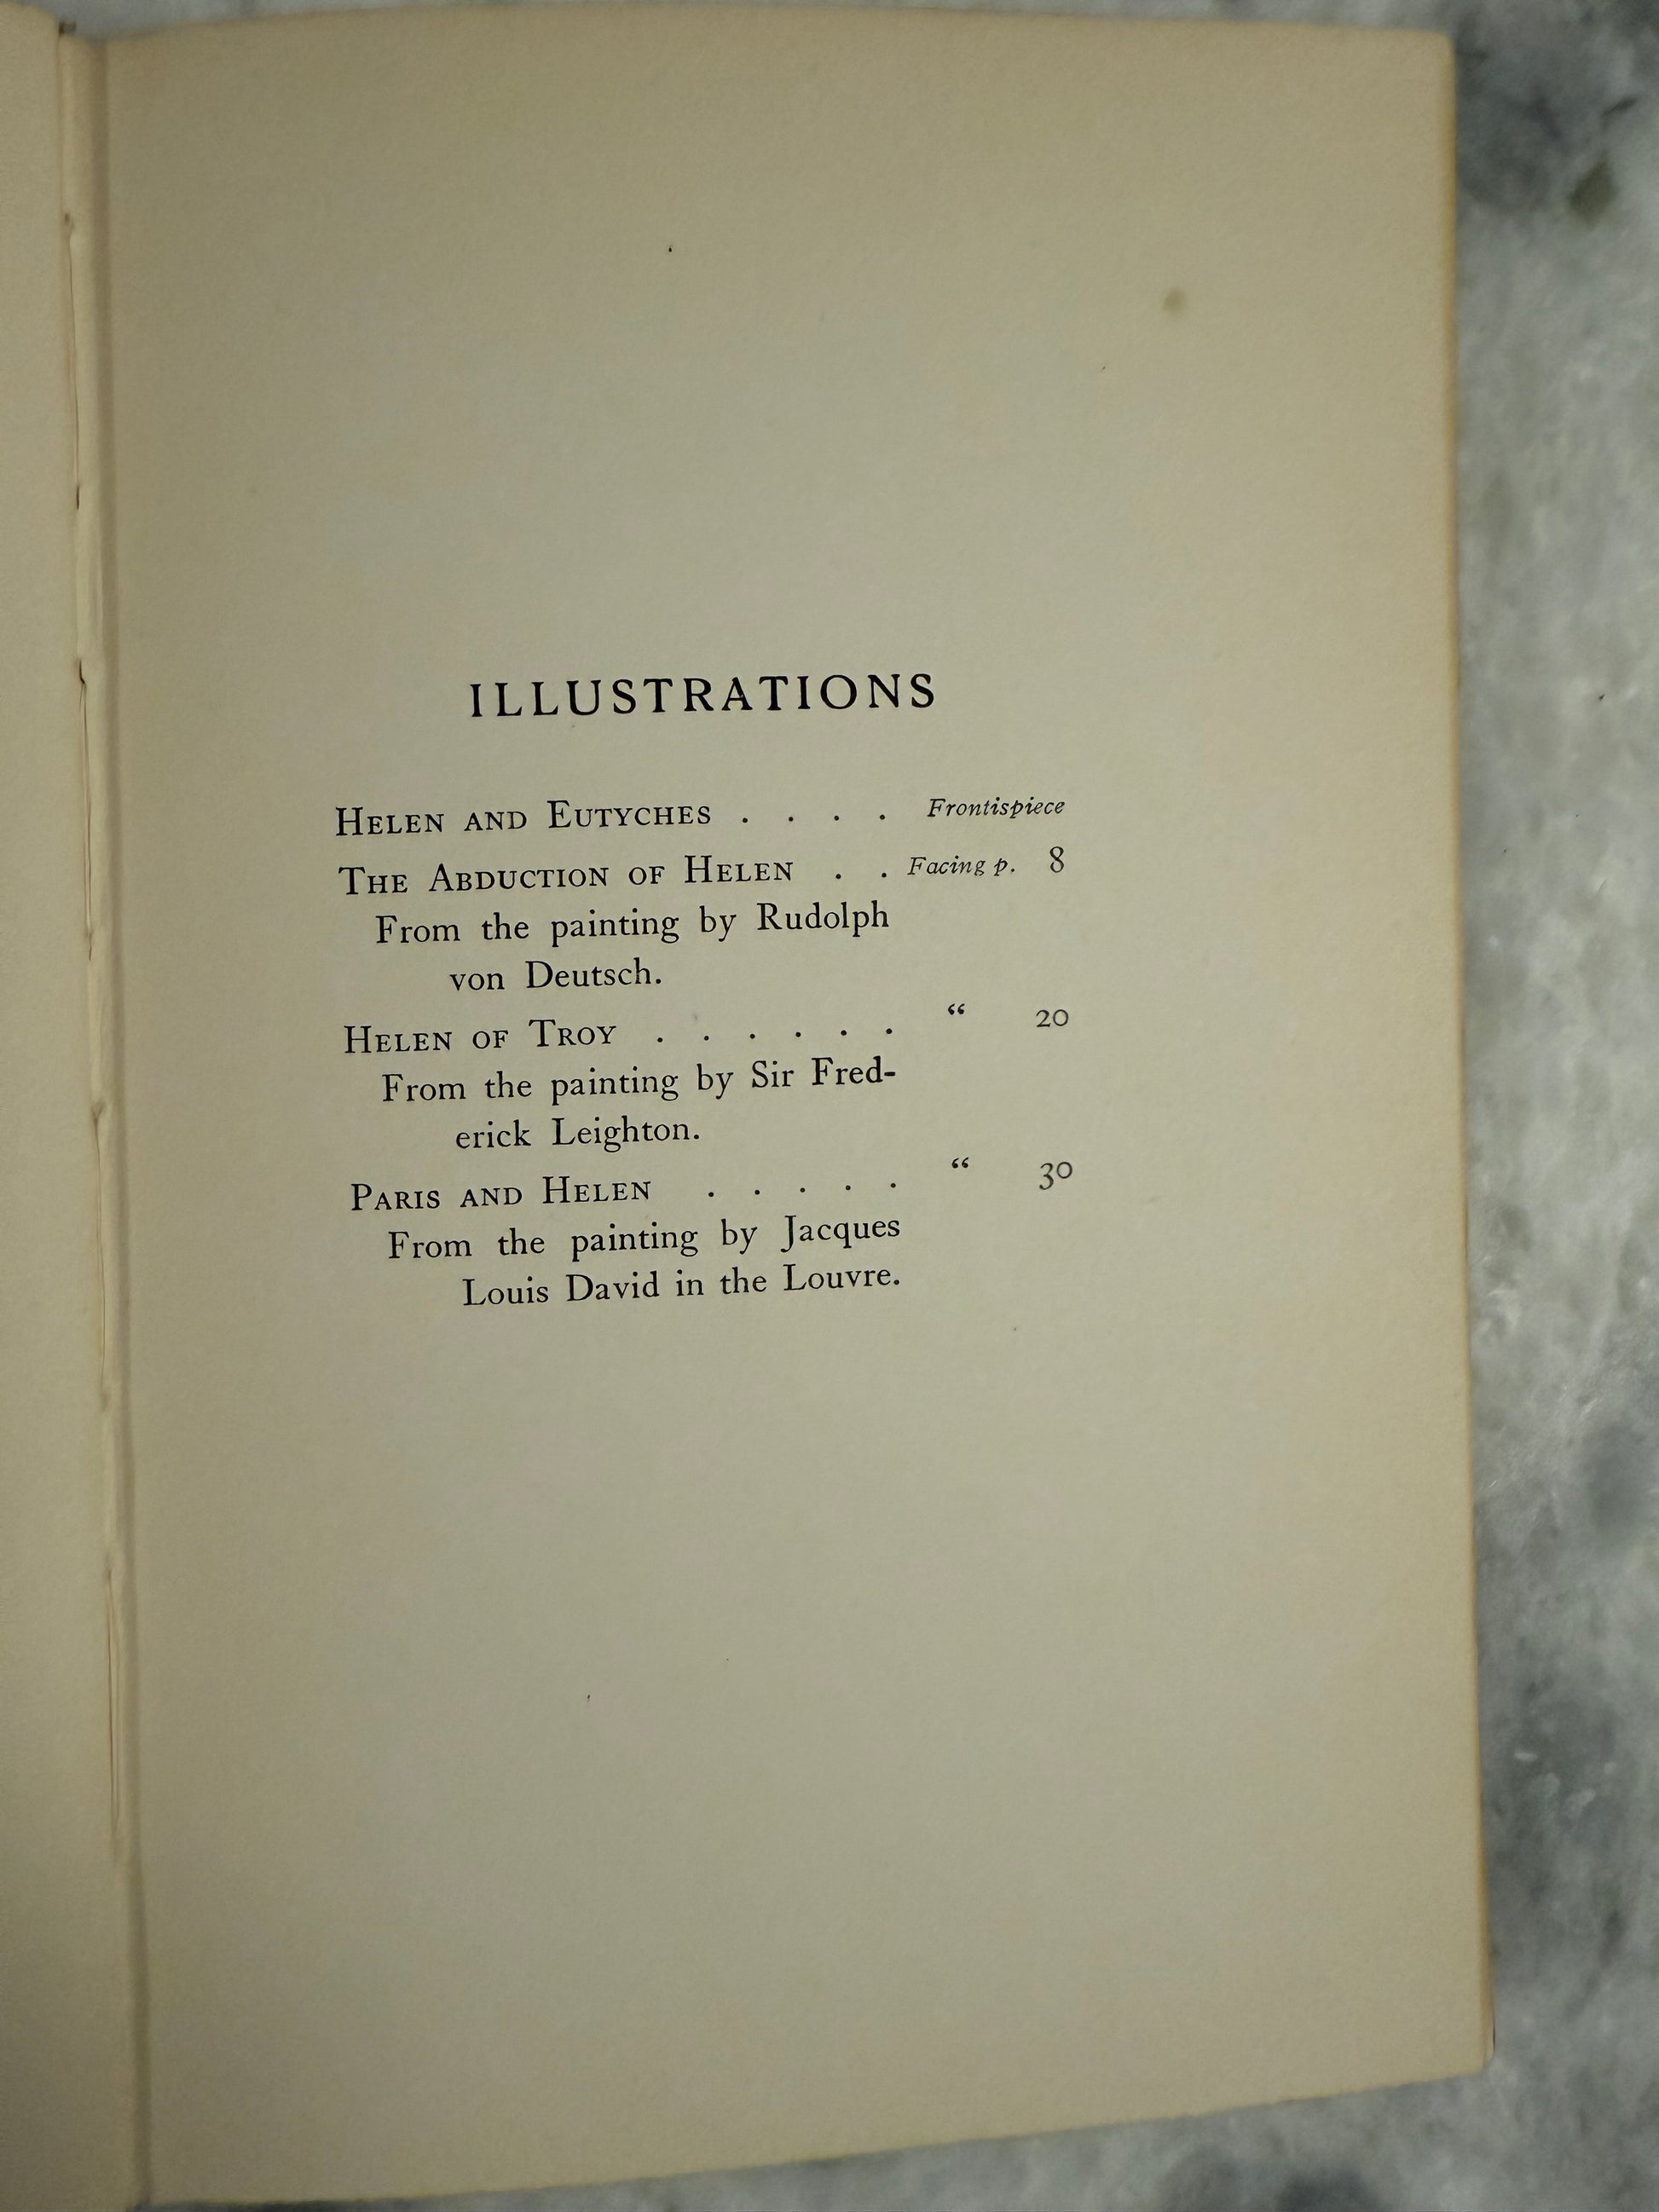 ILLUSTRATIONS
HELEN AND EUTYCHES . . . . Frontispiece
THE ABDUCTION OF HELEN . . Facing p. 8
From the painting by Rudolph
von Deutsch.
HELEN OF TROY . . . . . . “ 20
From the painting by Sir Fred-
erick Leighton.
PARIS AND HELEN . . . . . “ 30
From the painting by Jacques
Louis David in the Louvre.